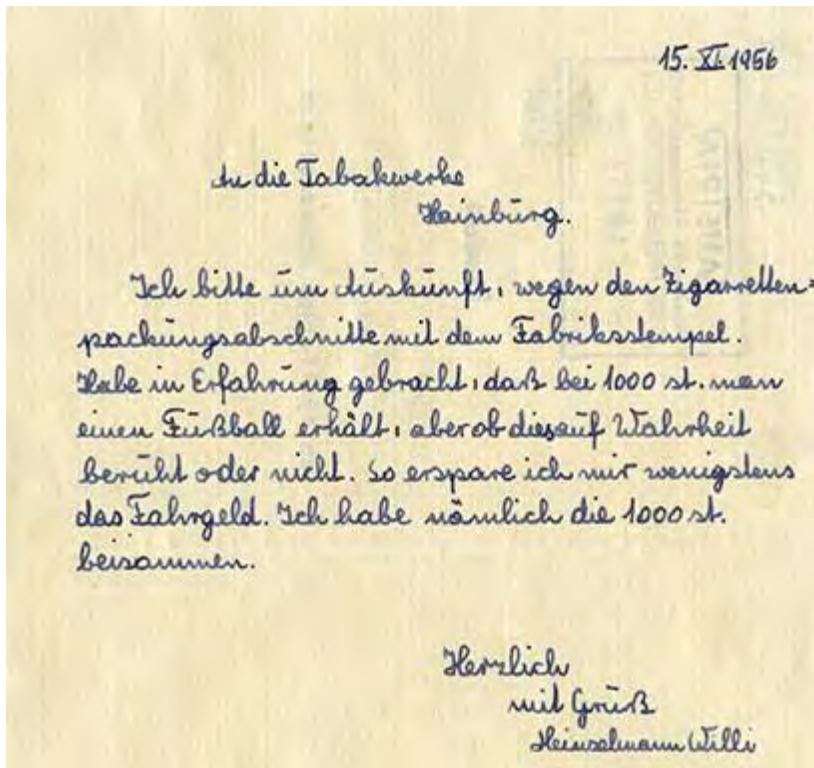 15. XI. 1956
An die Tabakwerke
Hainburg.
Ich bitte um Auskunft, wegen den Zigarretten=
packungsabschnitte mit dem Fabriksstempel.
Habe in Erfahrung gebracht, daß bei 1000 st. man
einen Fußball erhält, aber ob dies auf Wahrheit
beruht oder nicht. So erspare ich mir wenigstens
das Fahrgeld. Ich habe nämlich die 1000 st.
beisammen.
Herzlich
mit Gruß
Heinselmann Willi